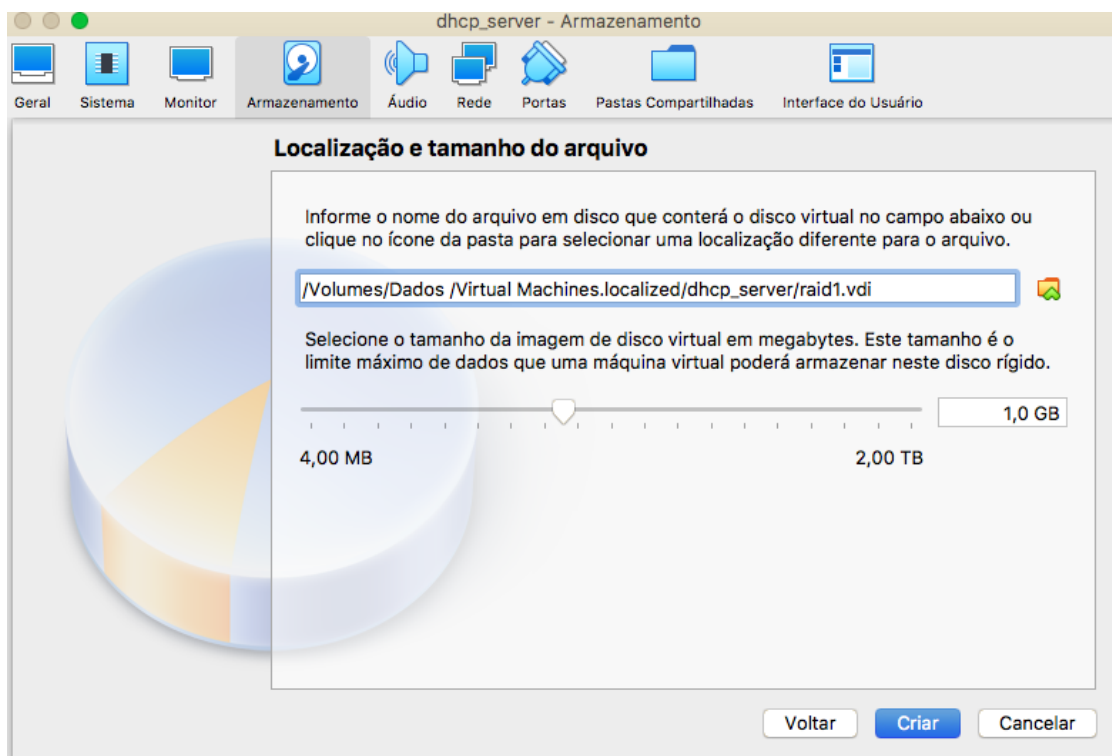 dhcp_server - Armazenamento
Geral Sistema Monitor Armazenamento Áudio Rede Portas Pastas Compartilhadas Interface do Usuário
Localização e tamanho do arquivo
Informe o nome do arquivo em disco que conterá o disco virtual no campo abaixo ou
clique no ícone da pasta para selecionar uma localização diferente para o arquivo.
/Volumes/Dados /Virtual Machines.localized/dhcp_server/raid1.vdi
Selecione o tamanho da imagem de disco virtual em megabytes. Este tamanho é o
limite máximo de dados que uma máquina virtual poderá armazenar neste disco rígido.
1,0 GB
4,00 MB 2,00 TB
Voltar Criar Cancelar